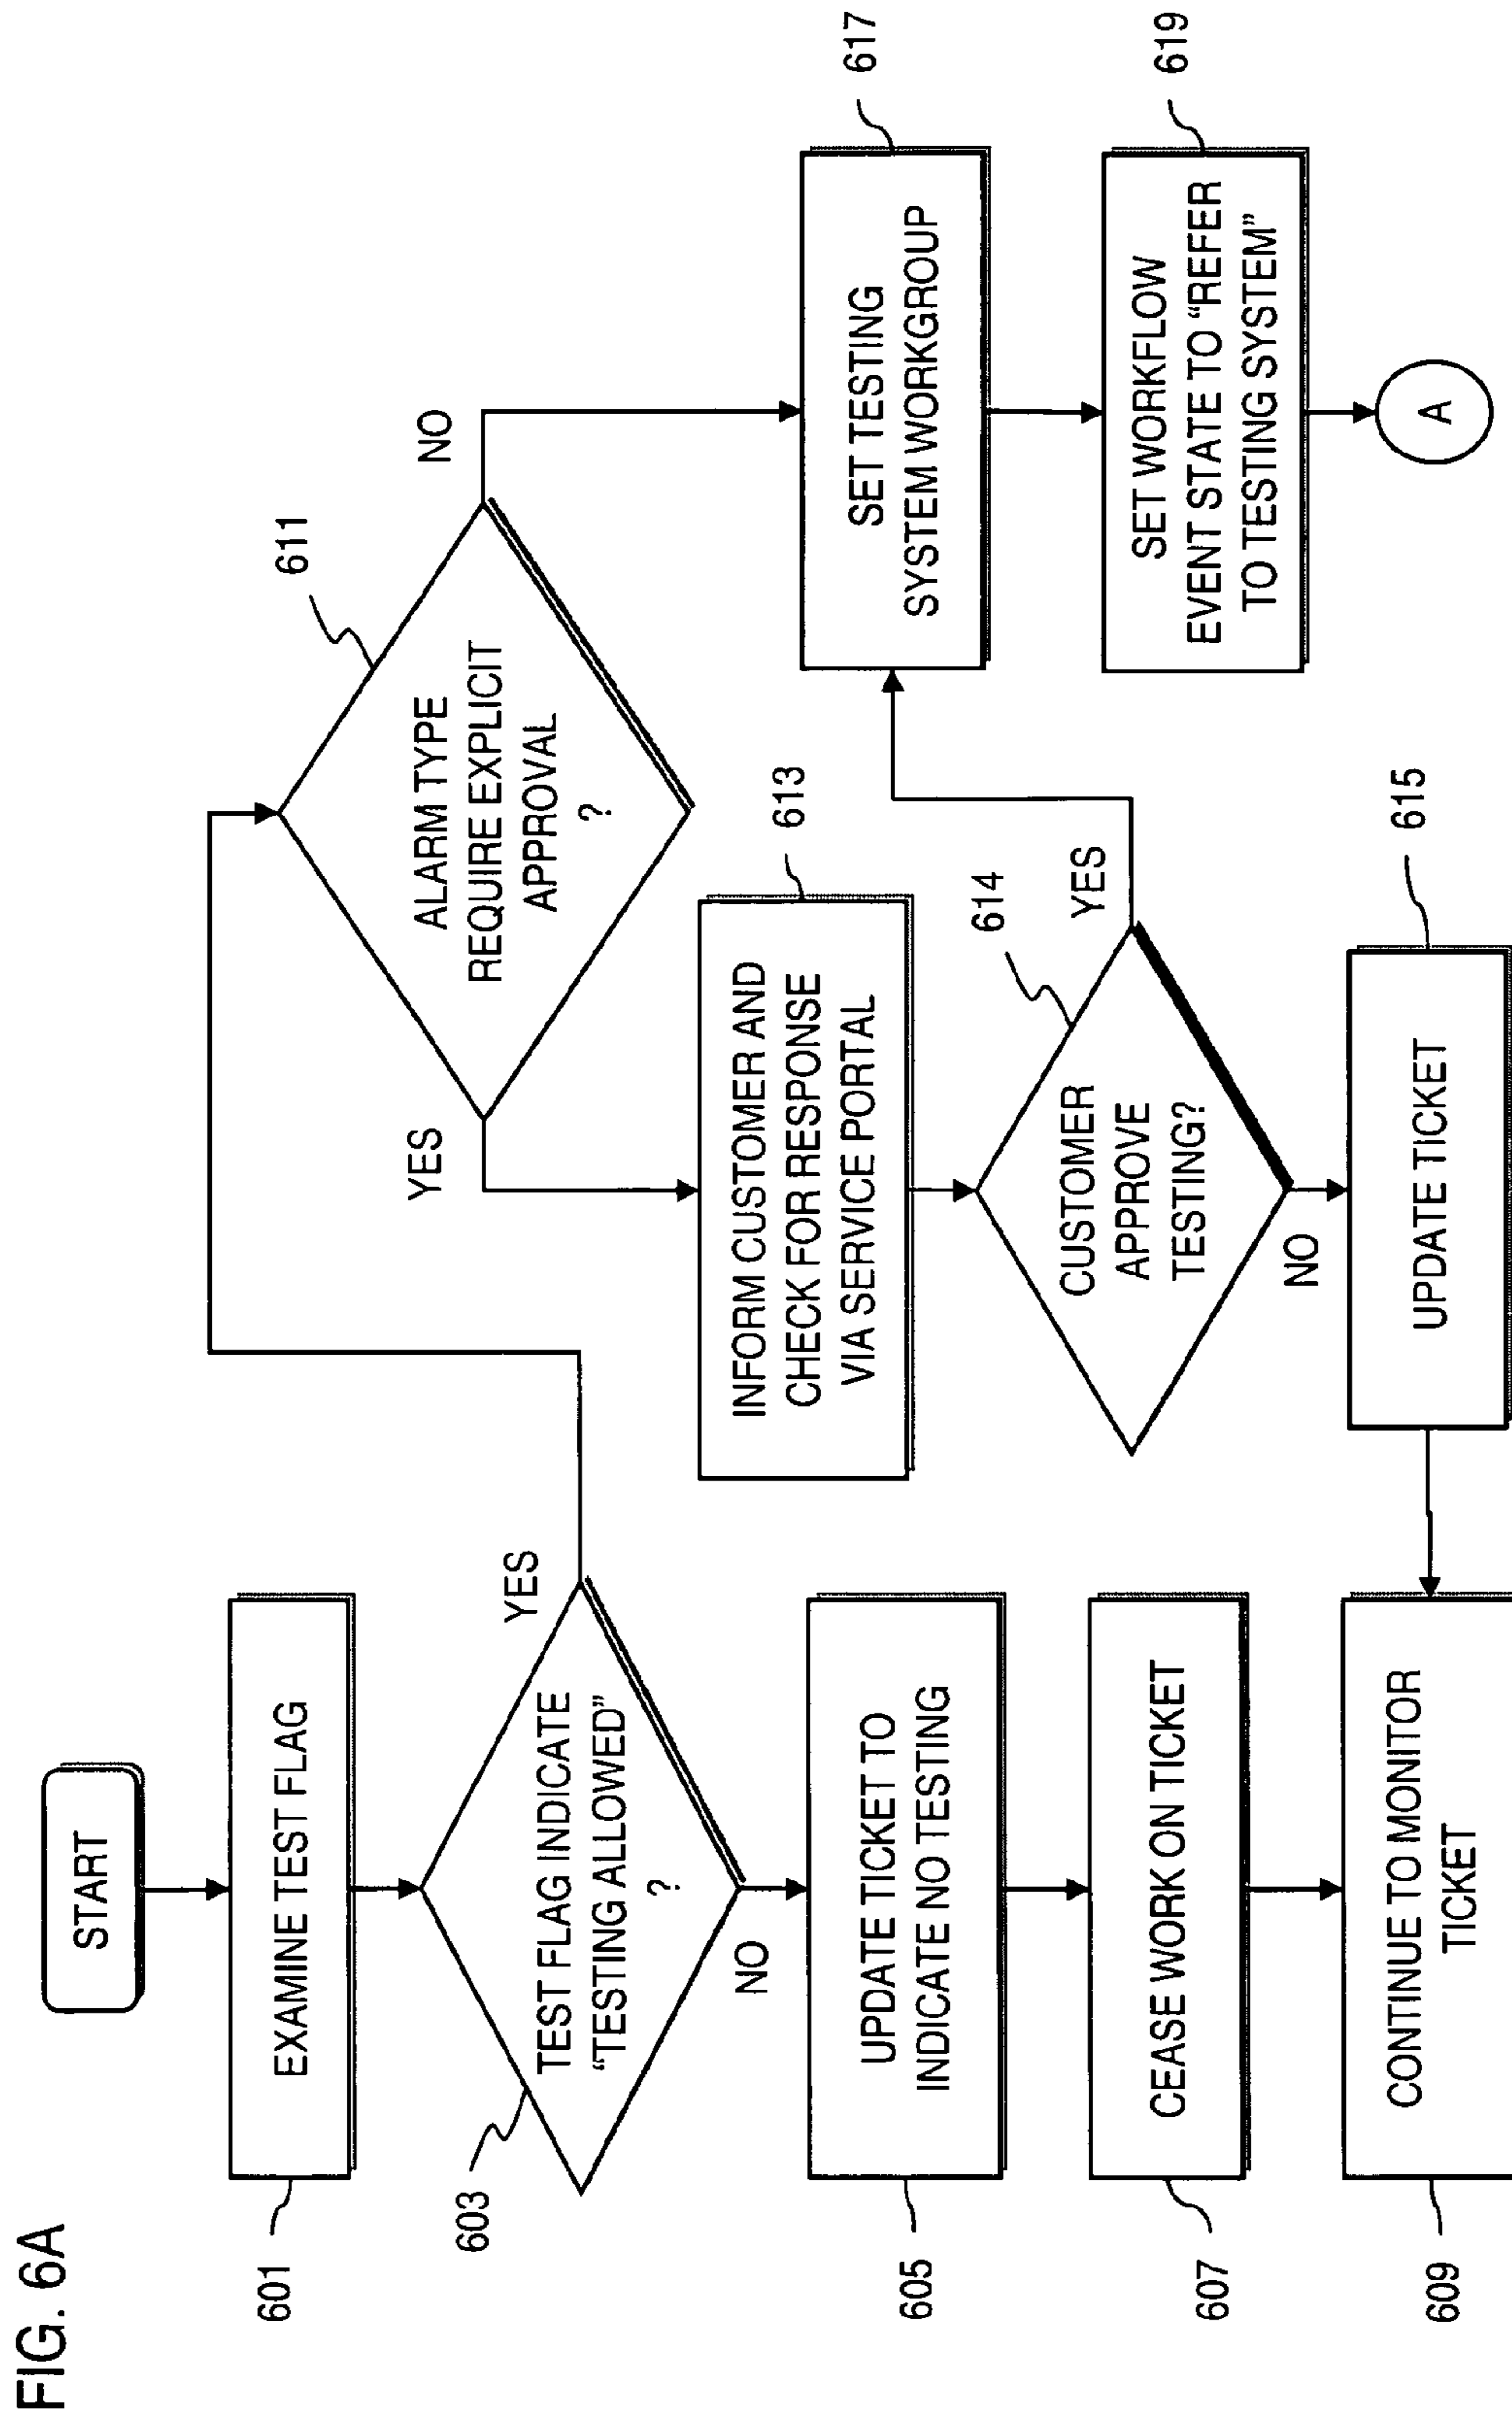 FIG. 6A
START
601
EXAMINE TEST FLAG
603
TEST FLAG INDICATE
“TESTING ALLOWED”
?
YES
NO
605
UPDATE TICKET TO
INDICATE NO TESTING
607
CEASE WORK ON TICKET
609
CONTINUE TO MONITOR
TICKET
611
ALARM TYPE
REQUIRE EXPLICIT
APPROVAL
?
YES
NO
613
INFORM CUSTOMER AND
CHECK FOR RESPONSE
VIA SERVICE PORTAL
614
CUSTOMER
APPROVE
TESTING?
YES
NO
615
UPDATE TICKET
617
SET TESTING
SYSTEM WORKGROUP
619
SET WORKFLOW
EVENT STATE TO “REFER
TO TESTING SYSTEM”
A